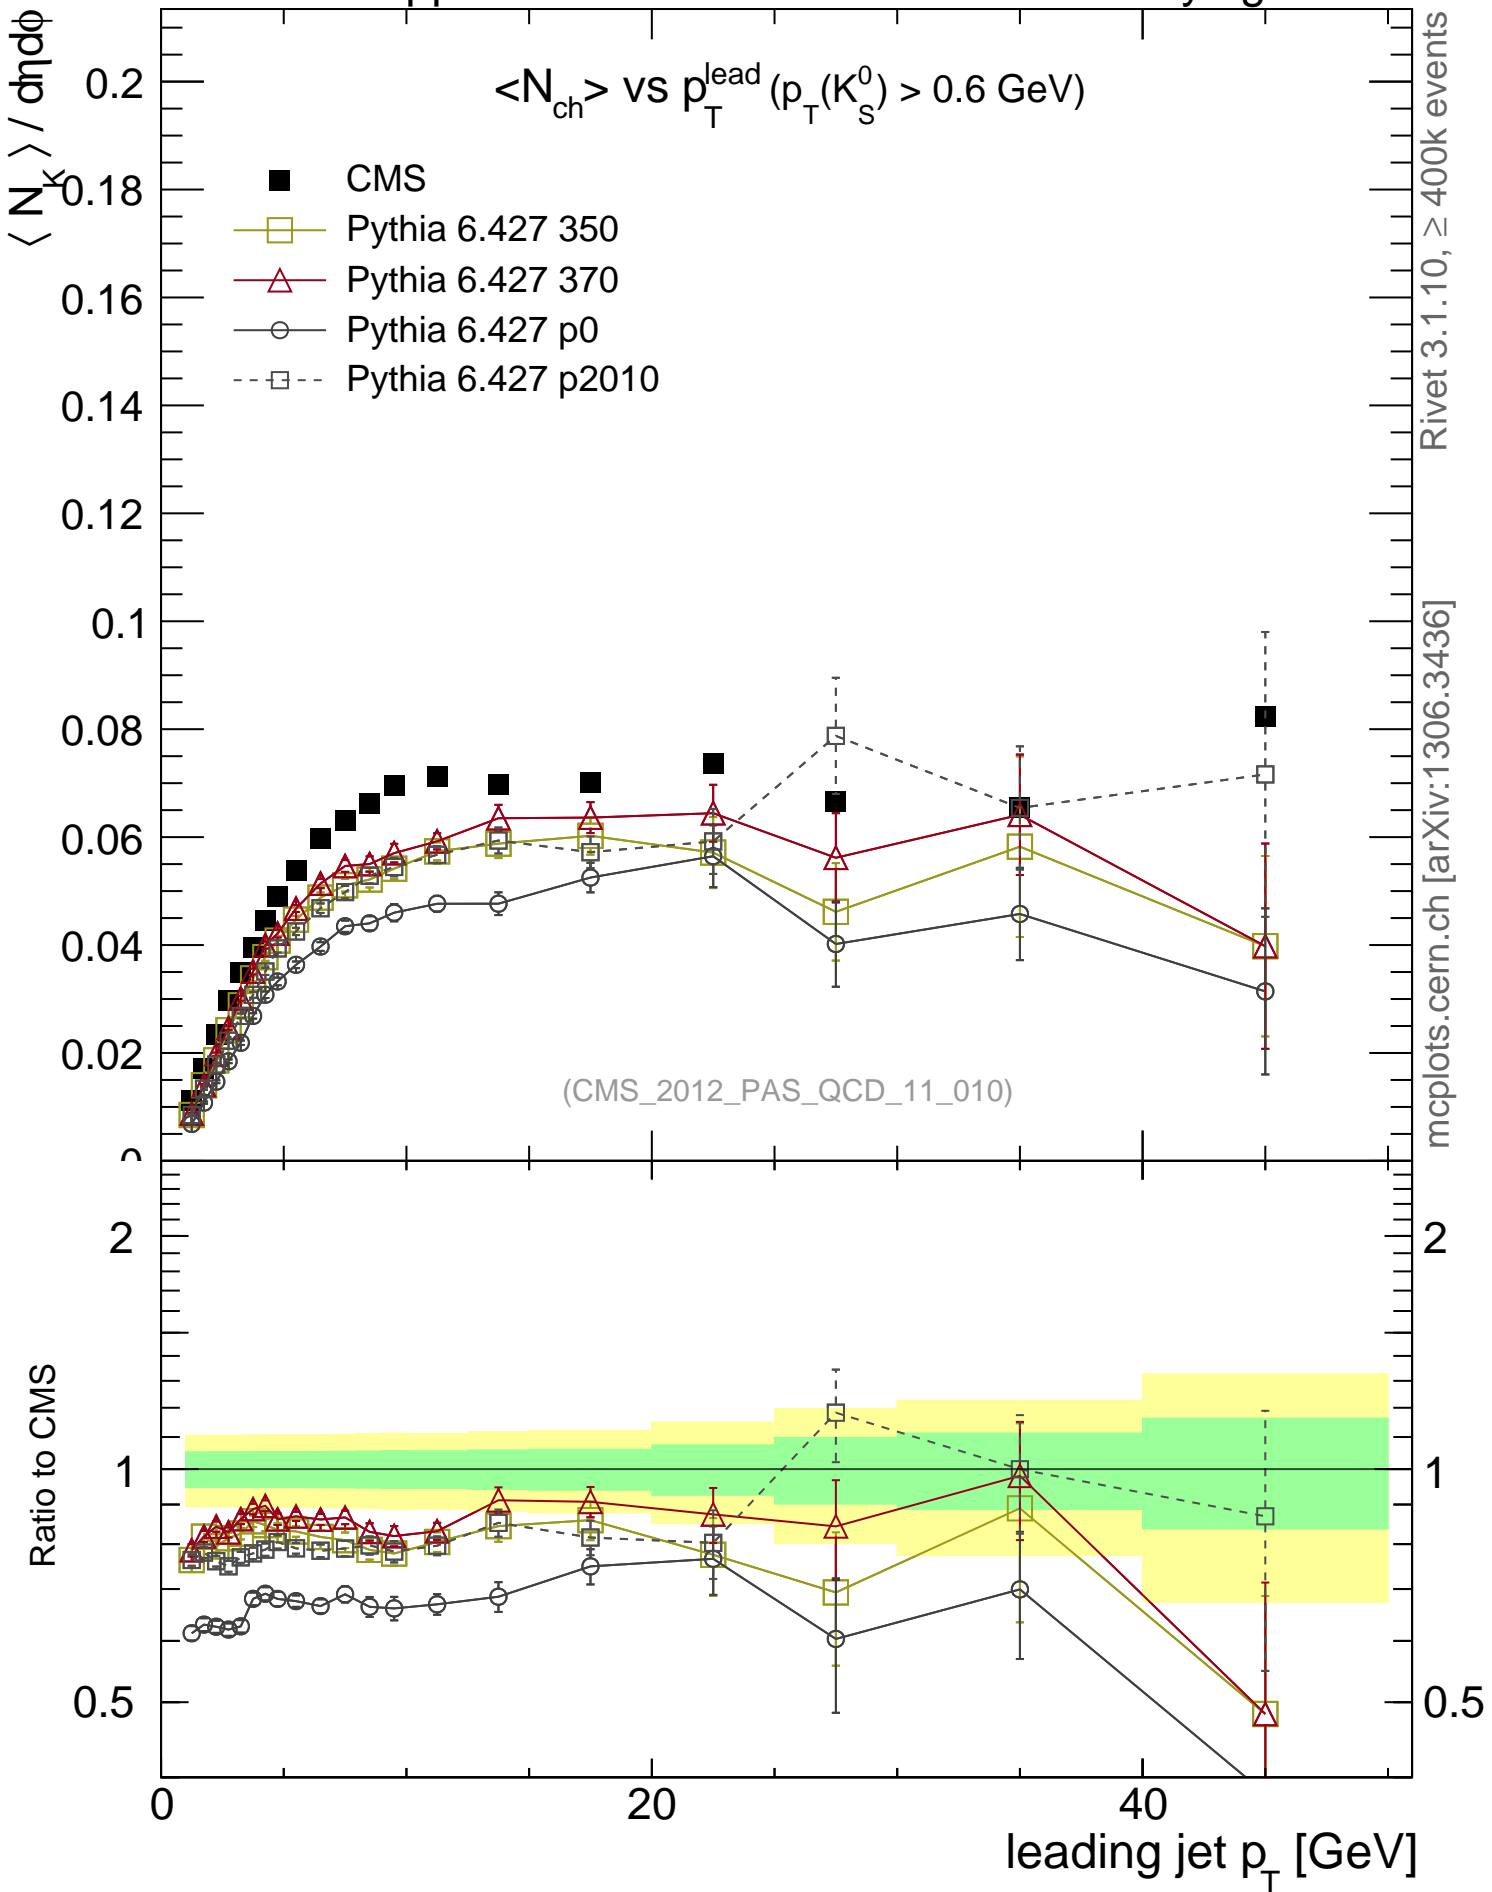 <N_ch> vs p_T^lead (p_T(K_S^0) > 0.6 GeV)
⟨ N_K ⟩ / dηdϕ
CMS
Pythia 6.427 350
Pythia 6.427 370
Pythia 6.427 p0
Pythia 6.427 p2010
0.2
0.18
0.16
0.14
0.12
0.1
0.08
0.06
0.04
0.02
0
(CMS_2012_PAS_QCD_11_010)
Rivet 3.1.10, ≥ 400k events
mcplots.cern.ch [arXiv:1306.3436]
Ratio to CMS
2
1
0.5
2
1
0.5
0
20
40
leading jet p_T [GeV]